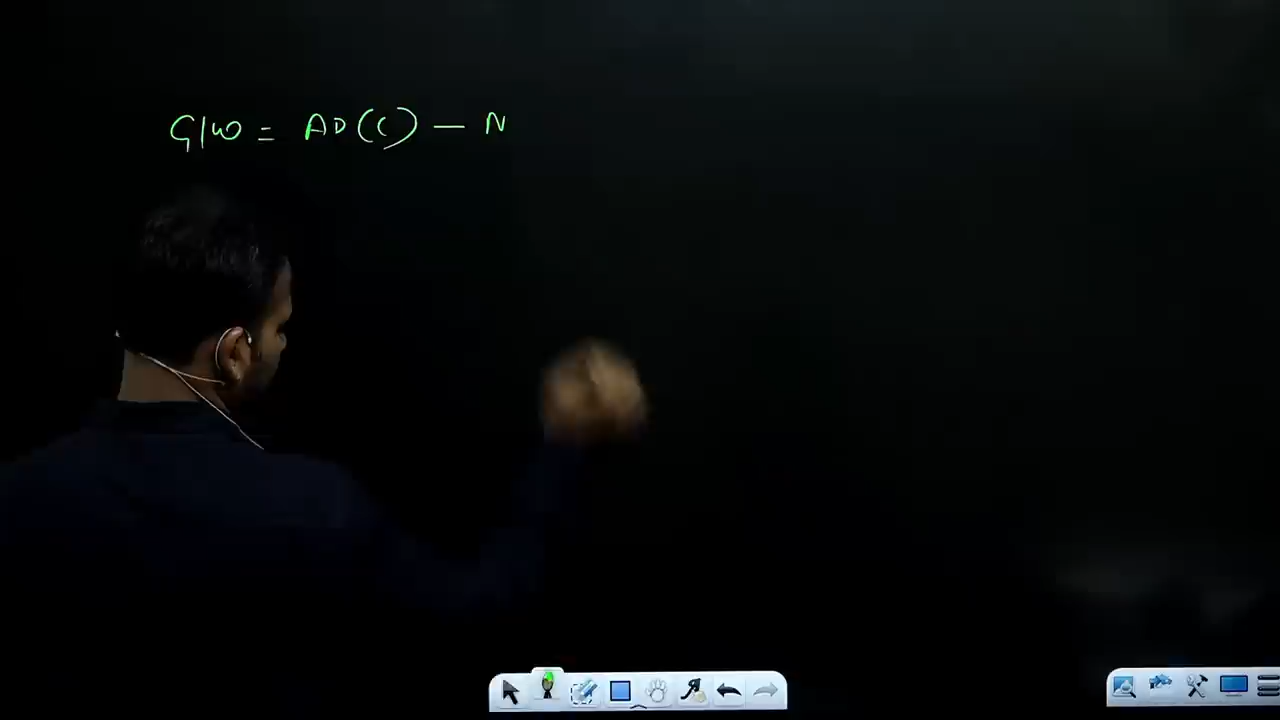 G/W = AD(C) — N